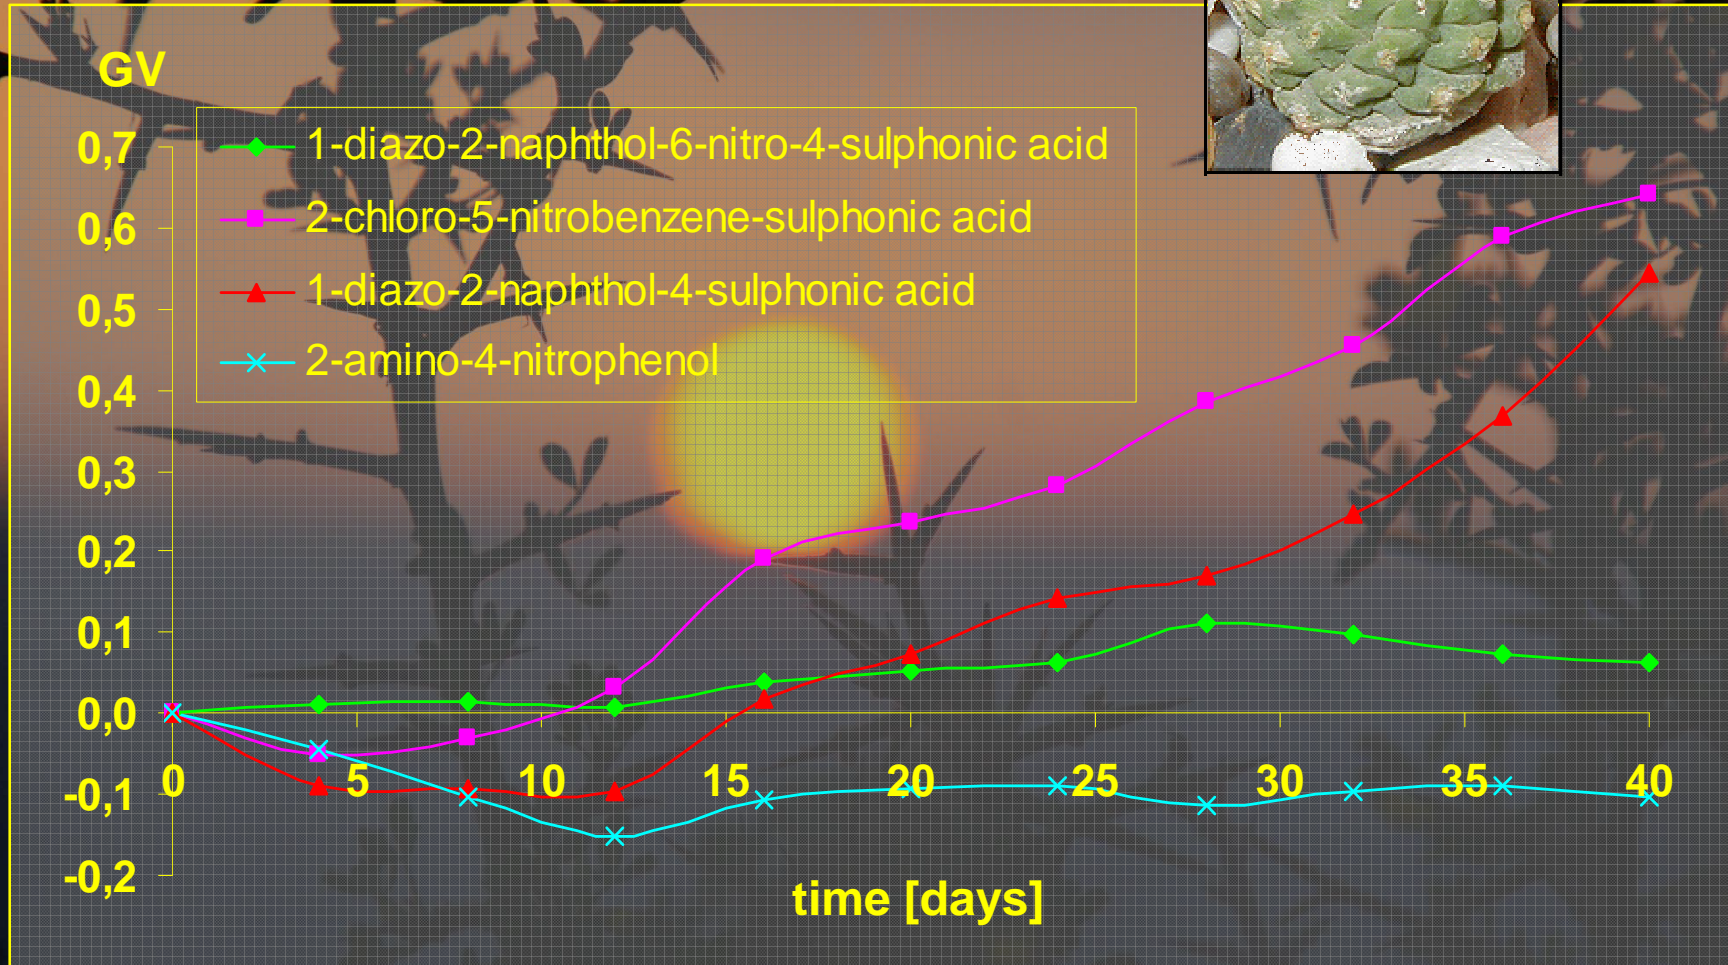 GV
0,7
0,6
0,5
0,4
0,3
0,2
0,1
0,0
-0,1
-0,2
1-diazo-2-naphthol-6-nitro-4-sulphonic acid
2-chloro-5-nitrobenzene-sulphonic acid
1-diazo-2-naphthol-4-sulphonic acid
2-amino-4-nitrophenol
0 5 10 15 20 25 30 35 40
time [days]